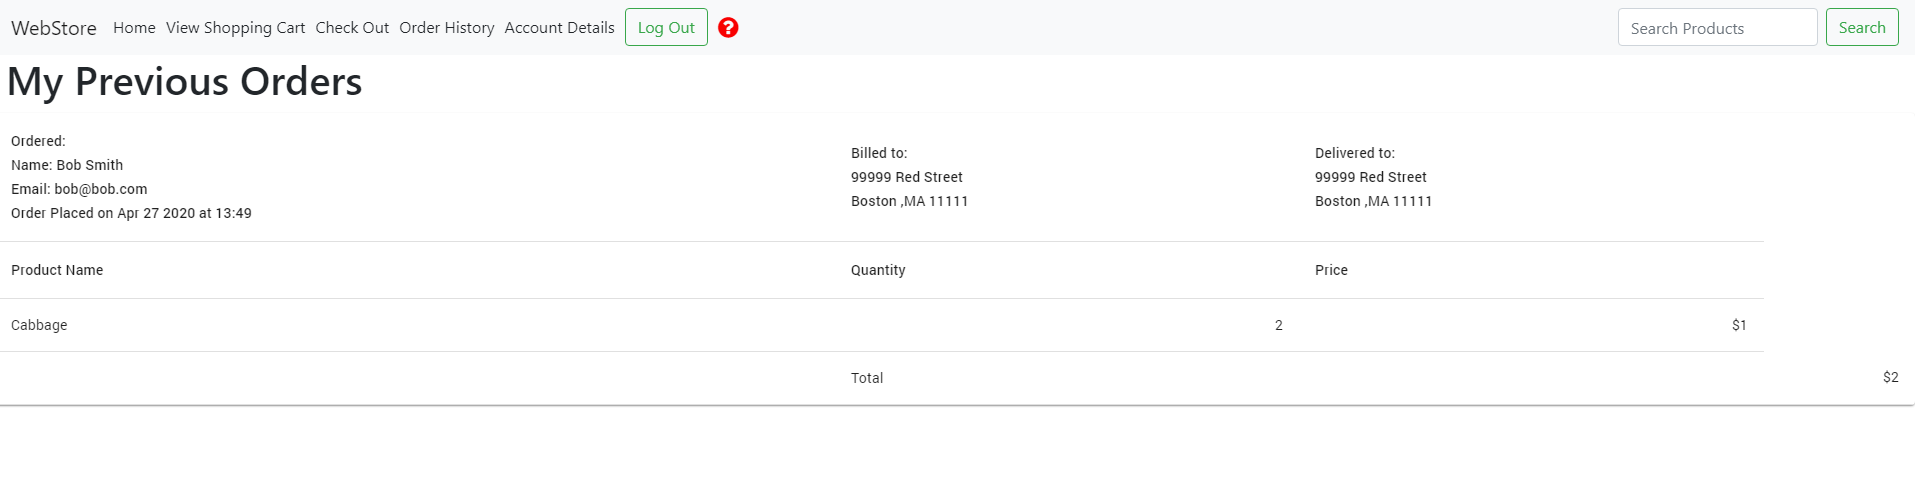 WebStore Home View Shopping Cart Check Out Order History Account Details Log Out ? Search Products Search
My Previous Orders
Ordered:
Name: Bob Smith
Email: bob@bob.com
Order Placed on Apr 27 2020 at 13:49
Billed to:
99999 Red Street
Boston ,MA 11111
Delivered to:
99999 Red Street
Boston ,MA 11111
Product Name Quantity Price
Cabbage 2 $1
Total $2